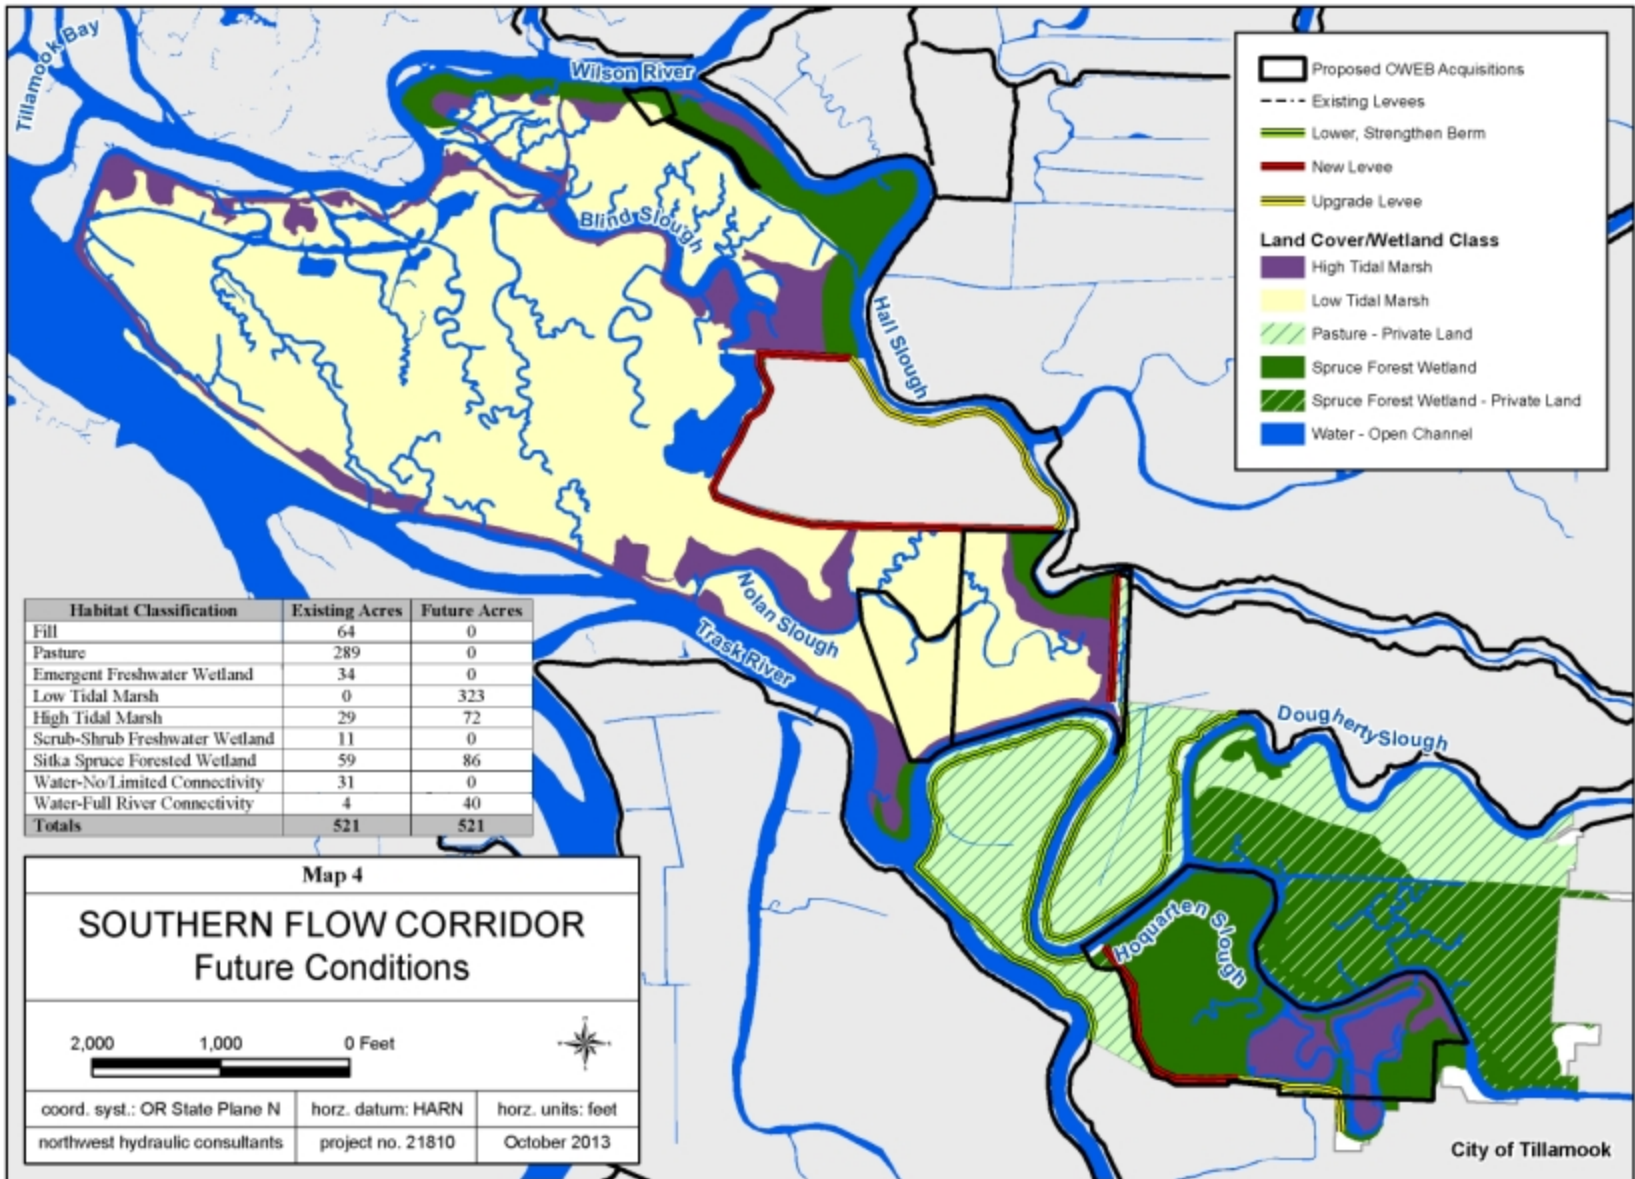 Tillamook Bay
Wilson River
Blind Slough
Hall Slough
Nolan Slough
Trask River
DoughertySlough
Hoquarten Slough
City of Tillamook
Proposed OWEB Acquisitions
Existing Levees
Lower, Strengthen Berm
New Levee
Upgrade Levee
Land Cover/Wetland Class
High Tidal Marsh
Low Tidal Marsh
Pasture - Private Land
Spruce Forest Wetland
Spruce Forest Wetland - Private Land
Water - Open Channel
Habitat Classification Existing Acres Future Acres
Fill 64 0
Pasture 289 0
Emergent Freshwater Wetland 34 0
Low Tidal Marsh 0 323
High Tidal Marsh 29 72
Scrub-Shrub Freshwater Wetland 11 0
Sitka Spruce Forested Wetland 59 86
Water-No/Limited Connectivity 31 0
Water-Full River Connectivity 4 40
Totals 521 521
Map 4
SOUTHERN FLOW CORRIDOR
Future Conditions
2,000 1,000 0 Feet
coord. syst.: OR State Plane N horz. datum: HARN horz. units: feet
northwest hydraulic consultants project no. 21810 October 2013